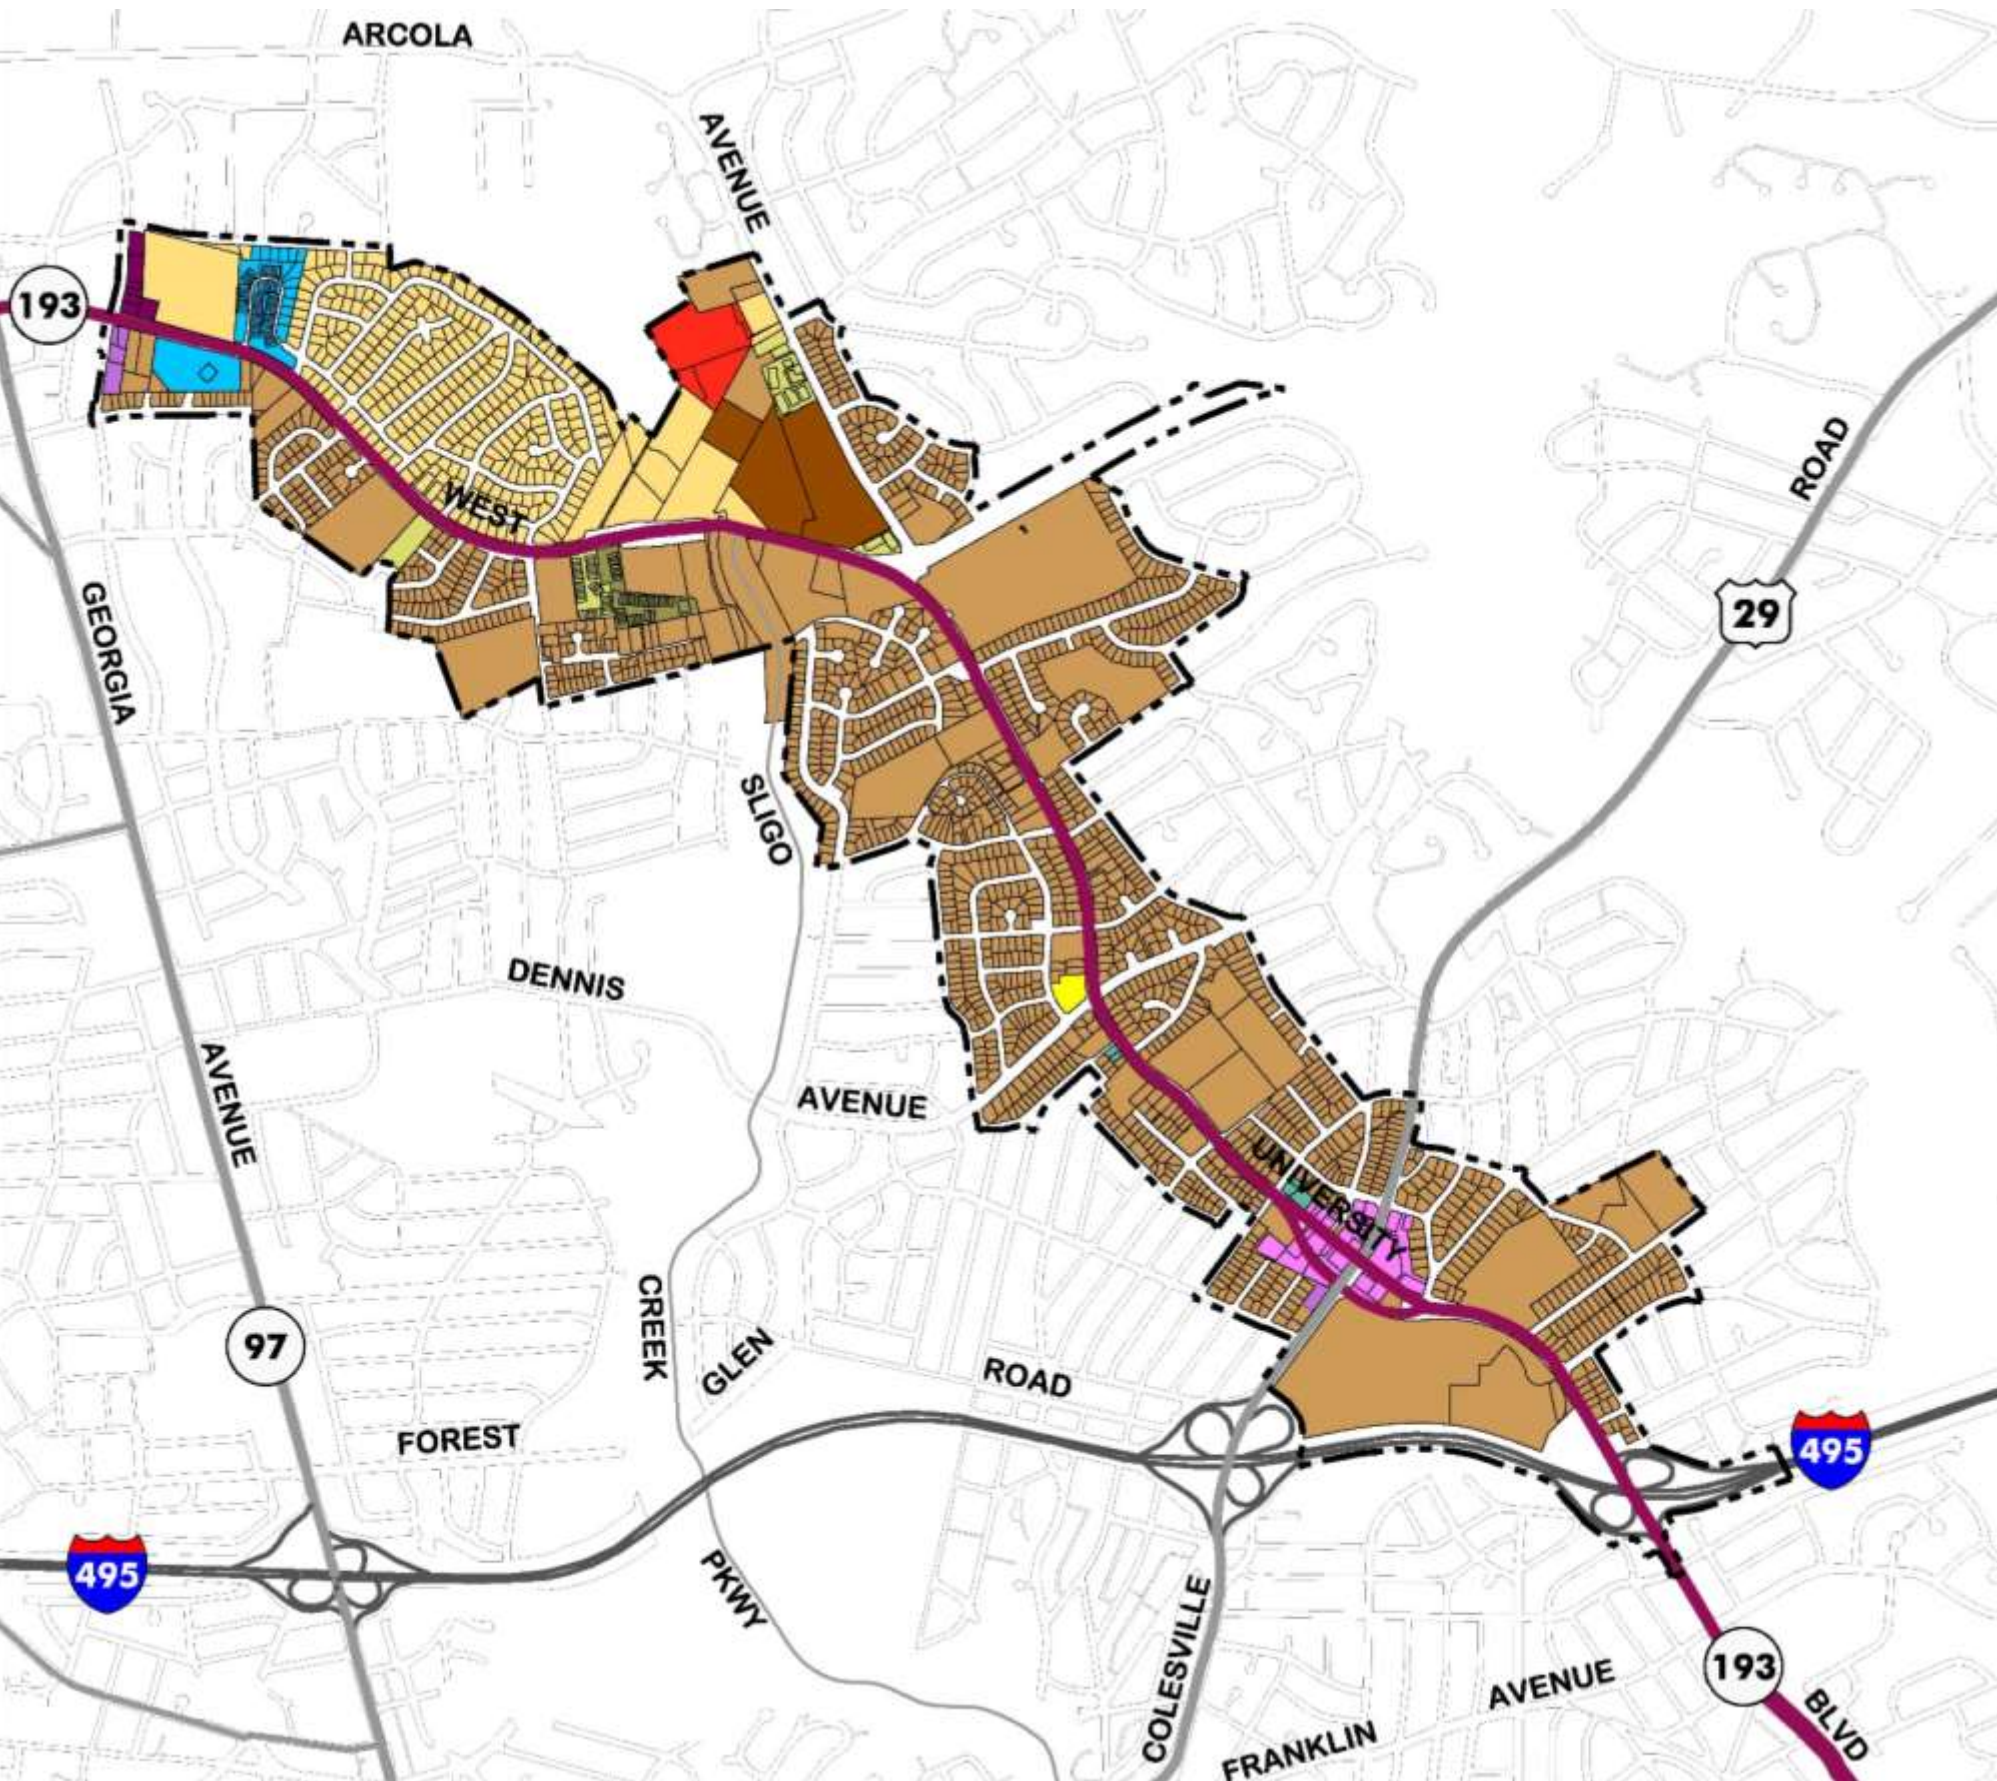 ARCOLA
AVENUE
193
WEST
ROAD
29
GEORGIA
SLIGO
DENNIS
AVENUE
AVENUE
UNIVERSITY
CREEK
GLEN
97
ROAD
FOREST
495
495
PKWY
COLESVILLE
193
AVENUE
BLVD
FRANKLIN